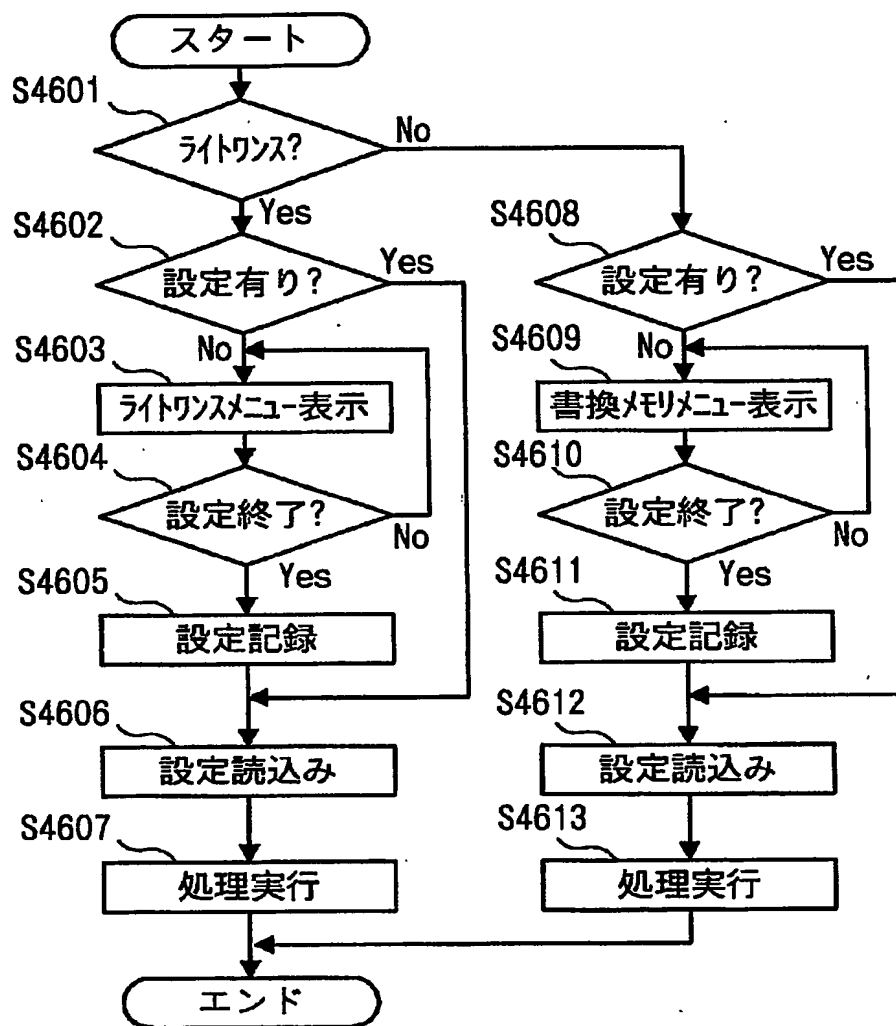 スタート
S4601
ライトワンス?
No
Yes
S4602
設定有り?
Yes
No
S4603
ライトワンスメニュー表示
S4604
設定終了?
No
Yes
S4605
設定記録
S4606
設定読込み
S4607
処理実行
S4608
設定有り?
Yes
No
S4609
書換メモリメニュー表示
S4610
設定終了?
No
Yes
S4611
設定記録
S4612
設定読込み
S4613
処理実行
エンド